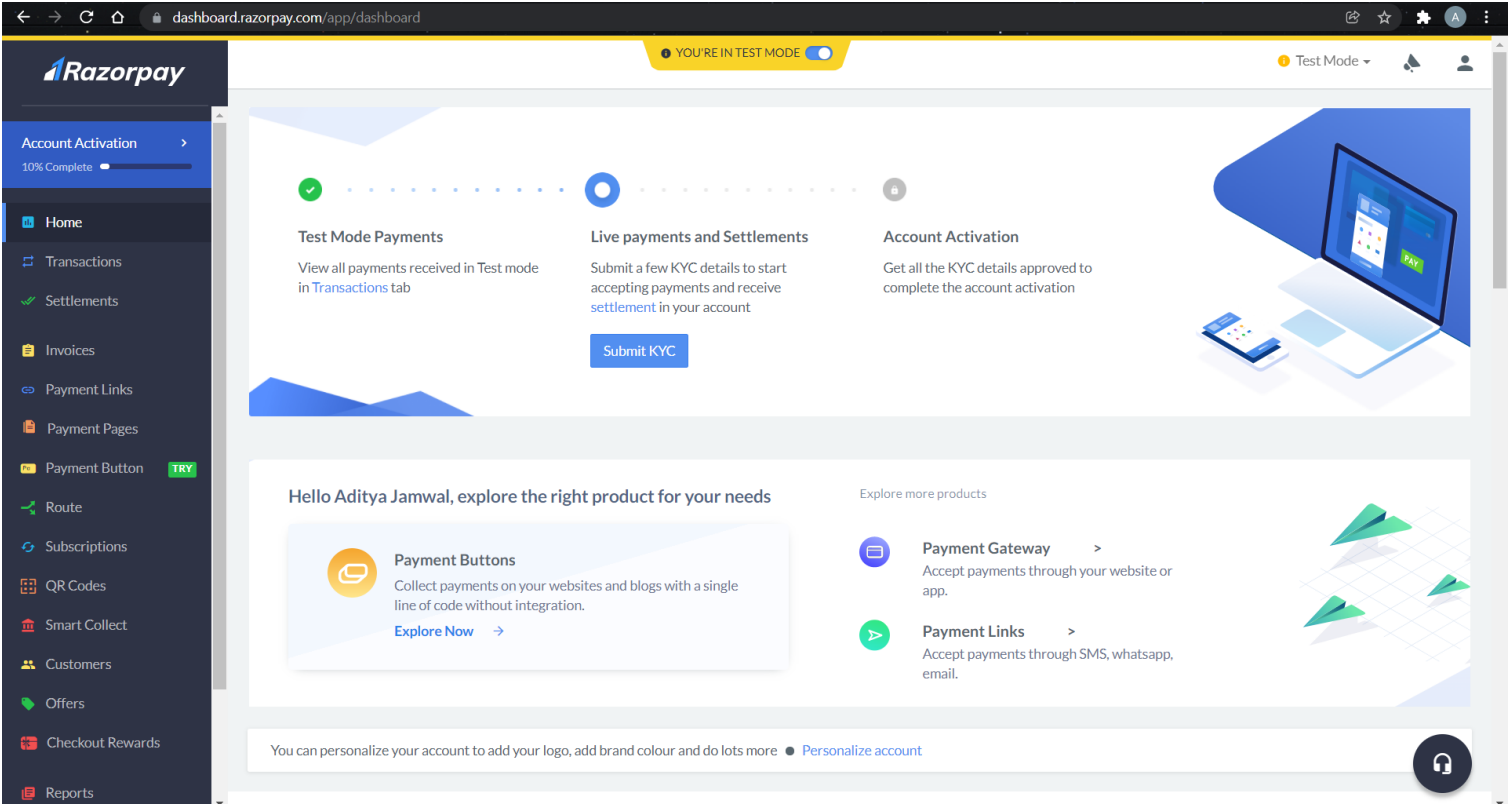 dashboard.razorpay.com/app/dashboard
A
YOU'RE IN TEST MODE
Test Mode
Razorpay
Account Activation
10% Complete
Home
Transactions
Settlements
Invoices
Payment Links
Payment Pages
Payment Button TRY
Route
Subscriptions
QR Codes
Smart Collect
Customers
Offers
Checkout Rewards
Reports
Test Mode Payments
View all payments received in Test mode
in Transactions tab
Live payments and Settlements
Submit a few KYC details to start
accepting payments and receive
settlement in your account
Submit KYC
Account Activation
Get all the KYC details approved to
complete the account activation
PAY
Hello Aditya Jamwal, explore the right product for your needs
Payment Buttons
Collect payments on your websites and blogs with a single
line of code without integration.
Explore Now
Explore more products
Payment Gateway >
Accept payments through your website or
app.
Payment Links >
Accept payments through SMS, whatsapp,
email.
You can personalize your account to add your logo, add brand colour and do lots more ● Personalize account